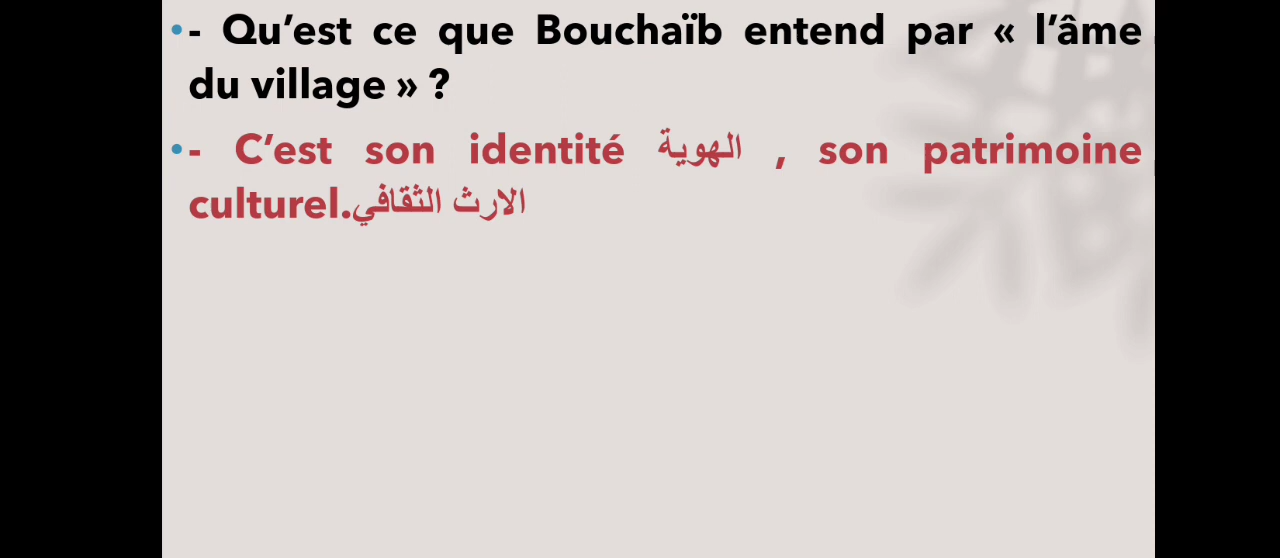 •- Qu’est ce que Bouchaïb entend par « l’âme
du village » ?
•- C’est son identité الهوية , son patrimoine
culturel.الارث الثقافي